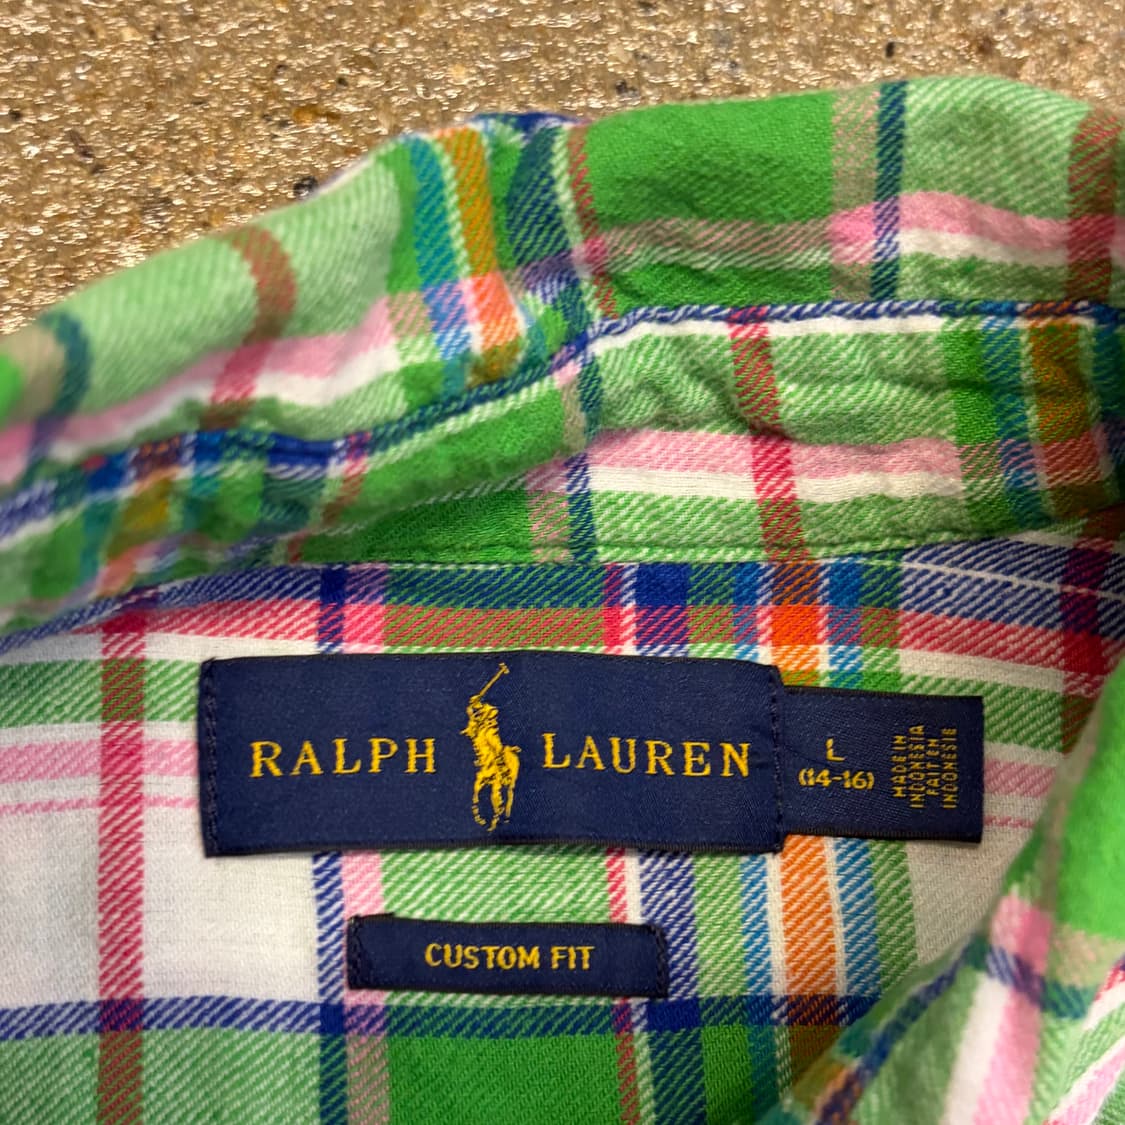 RALPH LAUREN
L
(14-16)
MADE IN
INDONESIA
FAIT EN
INDONESIE
CUSTOM FIT